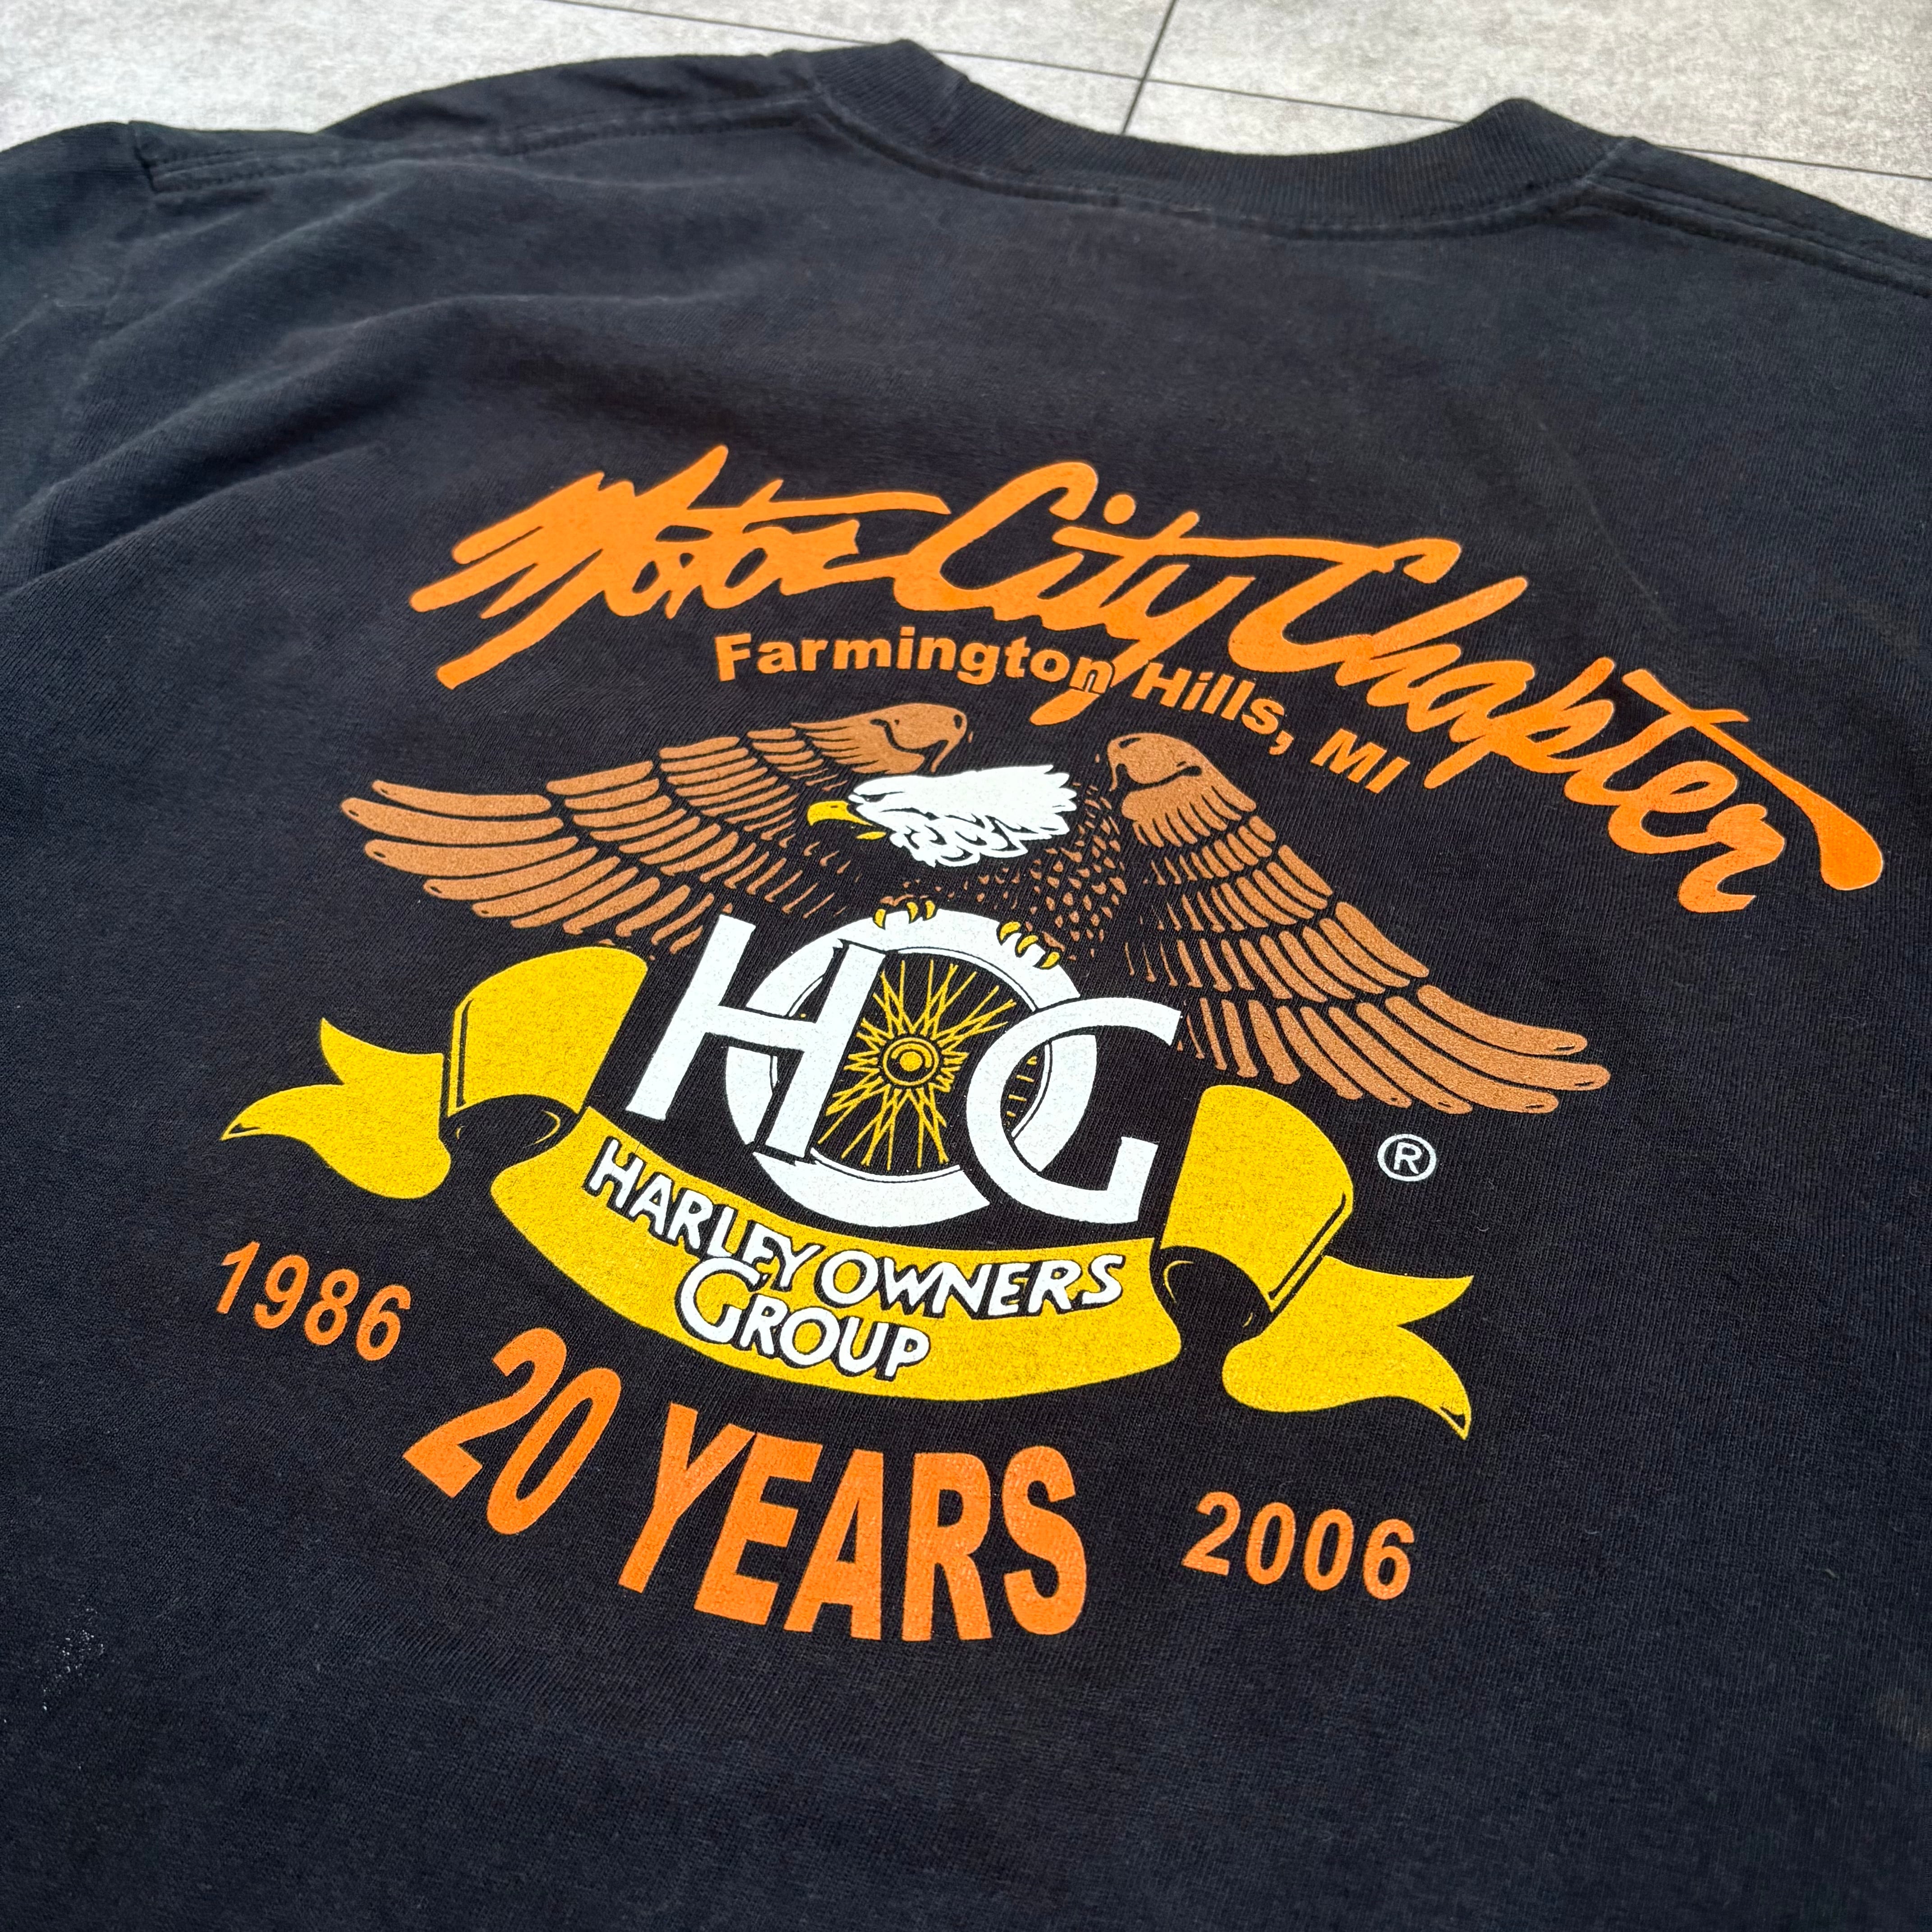 Motor City Chapter
Farmington Hills, MI
HOG
®
HARLEY OWNERS
GROUP
1986 20 YEARS 2006